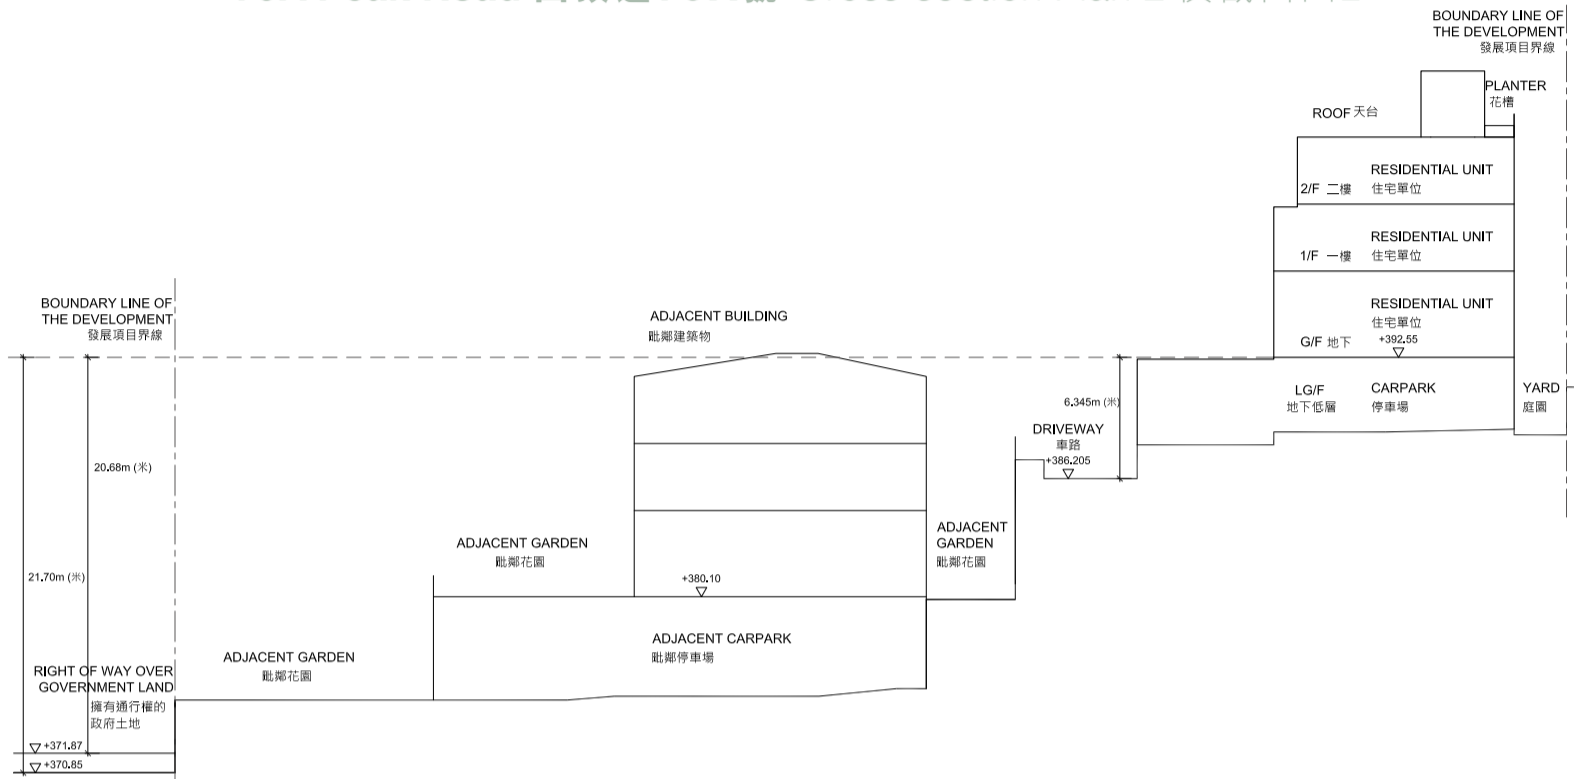 BOUNDARY LINE OF
THE DEVELOPMENT
發展項目界線
PLANTER
花槽
ROOF 天台
RESIDENTIAL UNIT
2/F 二樓 住宅單位
RESIDENTIAL UNIT
1/F 一樓 住宅單位
RESIDENTIAL UNIT
住宅單位
G/F 地下 +392.55
BOUNDARY LINE OF
THE DEVELOPMENT
發展項目界線
ADJACENT BUILDING
毗鄰建築物
LG/F CARPARK YARD
地下低層 停車場 庭園
6.345m (米)
DRIVEWAY
車路
+386.205
20.68m (米)
ADJACENT GARDEN
毗鄰花園
ADJACENT
GARDEN
毗鄰花園
21.70m (米)
+380.10
ADJACENT CARPARK
毗鄰停車場
ADJACENT GARDEN
毗鄰花園
RIGHT OF WAY OVER
GOVERNMENT LAND
擁有通行權的
政府土地
+371.87
+370.85